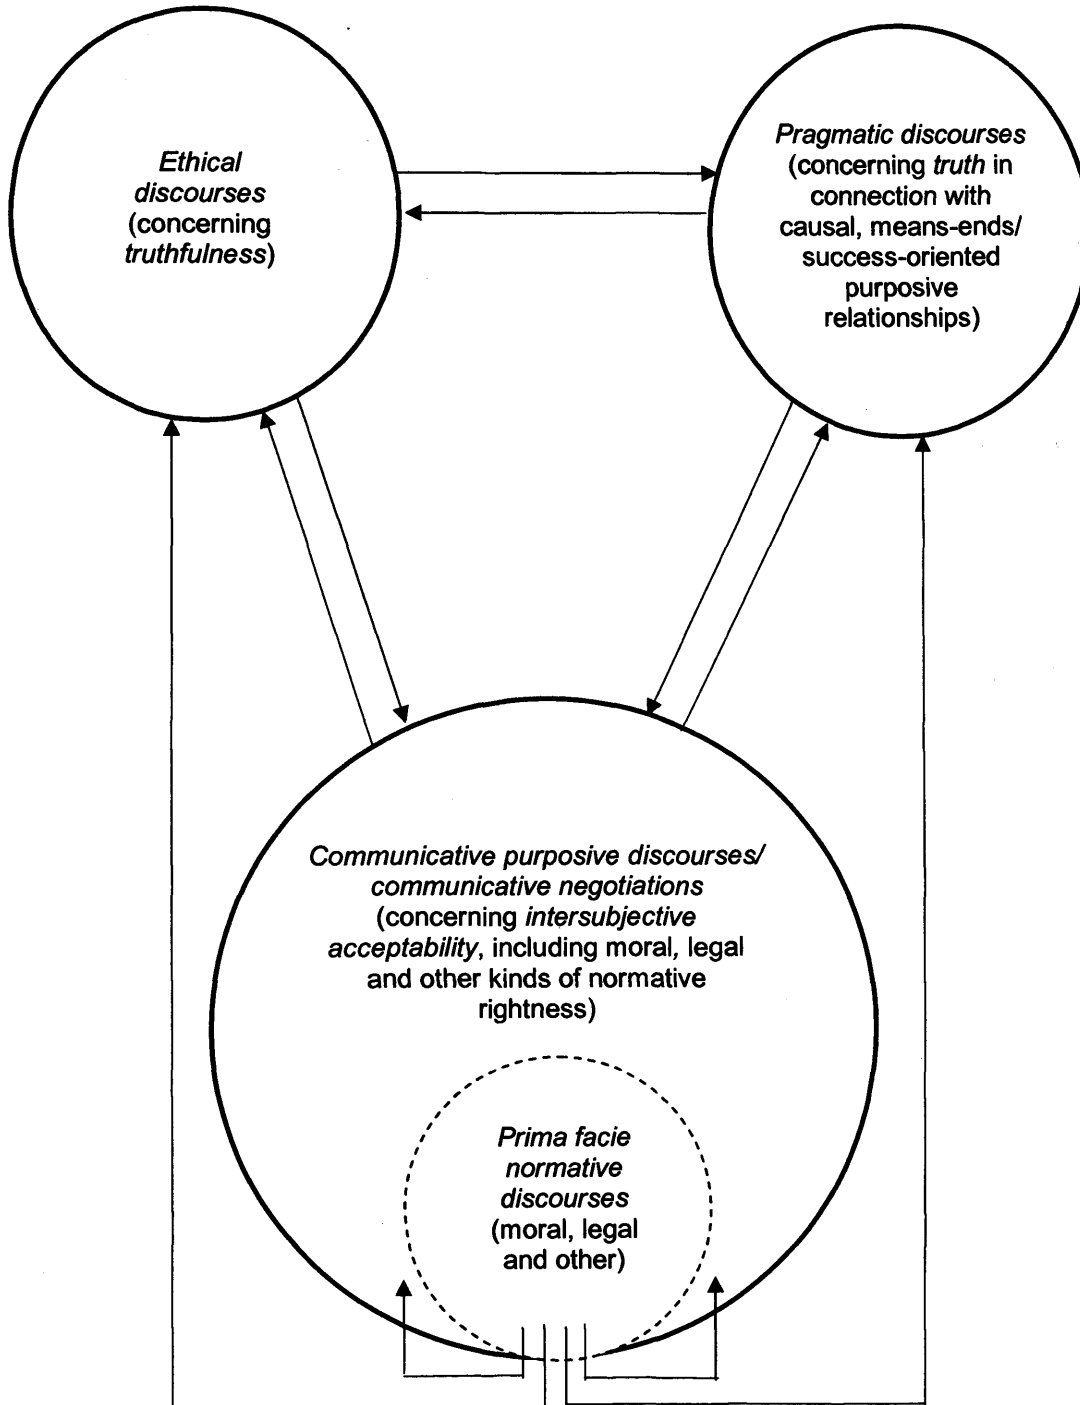 Ethical
discourses
(concerning
truthfulness)
Pragmatic discourses
(concerning truth in
connection with
causal, means-ends/
success-oriented
purposive
relationships)
Communicative purposive discourses/
communicative negotiations
(concerning intersubjective
acceptability, including moral, legal
and other kinds of normative
rightness)
Prima facie
normative
discourses
(moral, legal
and other)